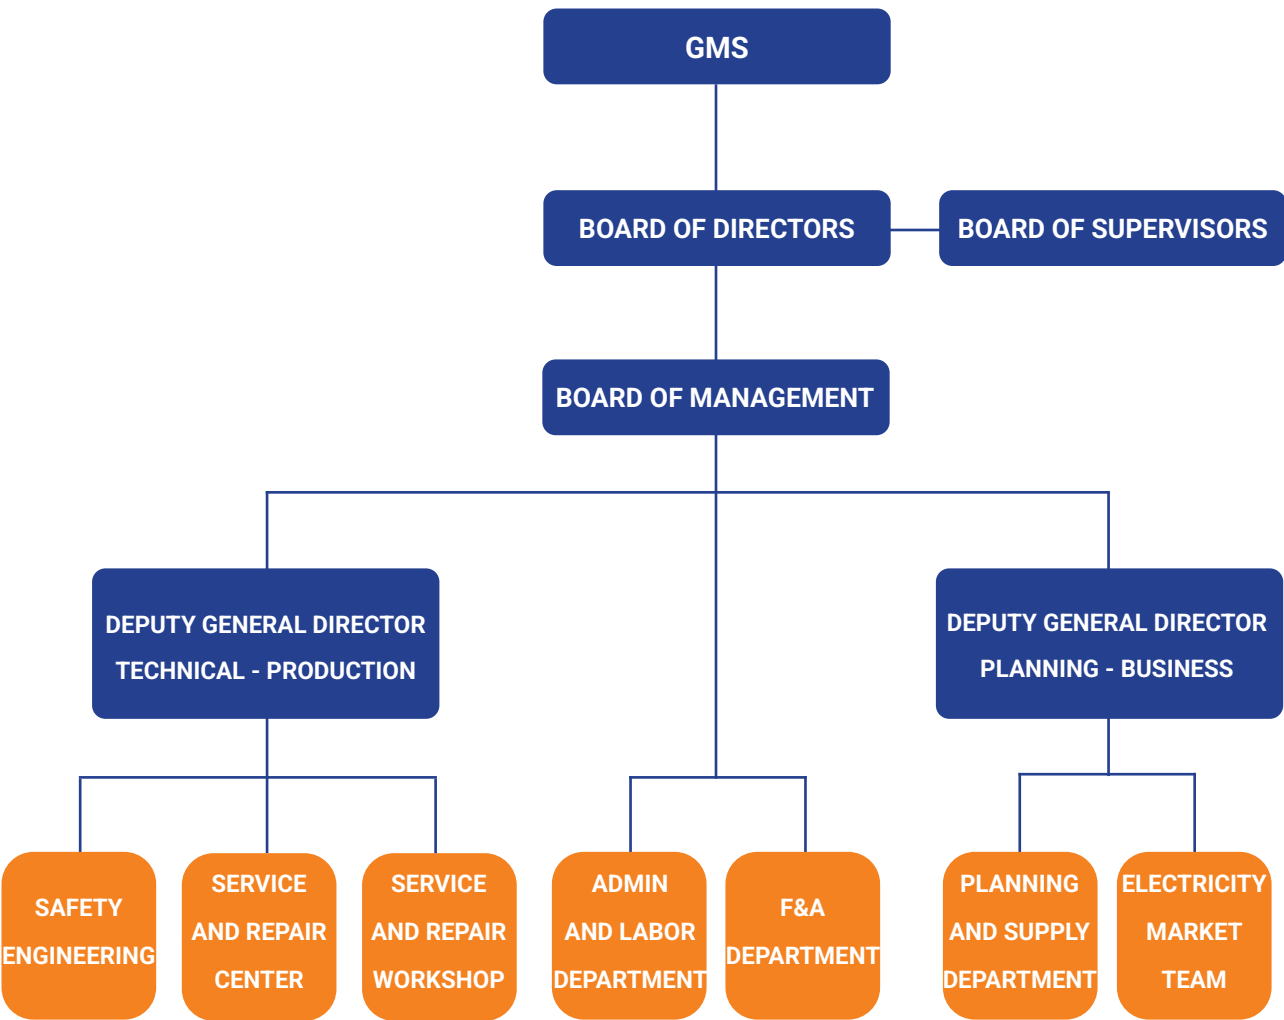 GMS
BOARD OF DIRECTORS
BOARD OF SUPERVISORS
BOARD OF MANAGEMENT
DEPUTY GENERAL DIRECTOR
TECHNICAL - PRODUCTION
DEPUTY GENERAL DIRECTOR
PLANNING - BUSINESS
SAFETY
ENGINEERING
SERVICE
AND REPAIR
CENTER
SERVICE
AND REPAIR
WORKSHOP
ADMIN
AND LABOR
DEPARTMENT
F&A
DEPARTMENT
PLANNING
AND SUPPLY
DEPARTMENT
ELECTRICITY
MARKET
TEAM